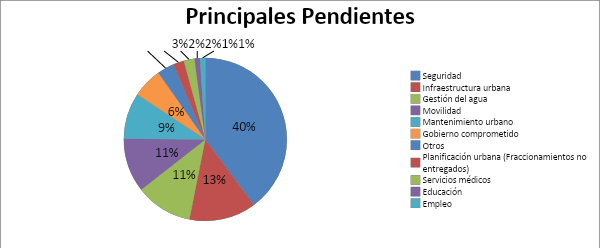 Principales Pendientes
3%2%2%1%1%
6%
9%
11%
11%
13%
40%
Seguridad
Infraestructura urbana
Gestión del agua
Movilidad
Mantenimiento urbano
Gobierno comprometido
Otros
Planificación urbana (Fraccionamientos no
entregados)
Servicios médicos
Educación
Empleo